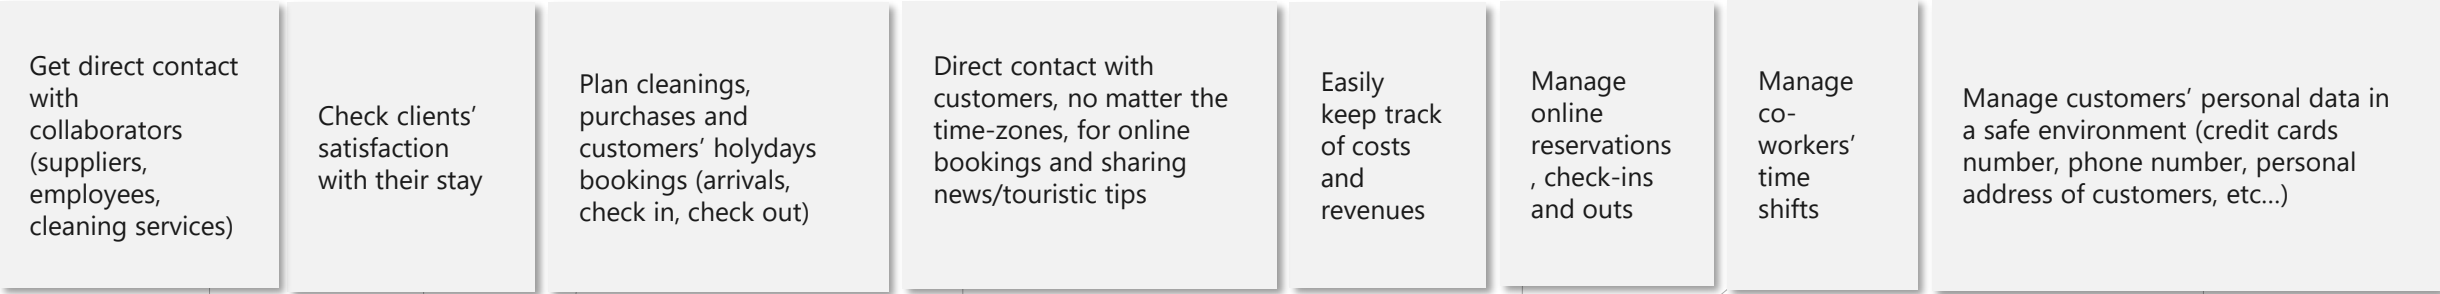 Get direct contact
with
collaborators
(suppliers,
employees,
cleaning services)
Check clients’
satisfaction
with their stay
Plan cleanings,
purchases and
customers’ holydays
bookings (arrivals,
check in, check out)
Direct contact with
customers, no matter the
time-zones, for online
bookings and sharing
news/touristic tips
Easily
keep track
of costs
and
revenues
Manage
online
reservations
, check-ins
and outs
Manage
co-
workers’
time
shifts
Manage customers’ personal data in
a safe environment (credit cards
number, phone number, personal
address of customers, etc…)